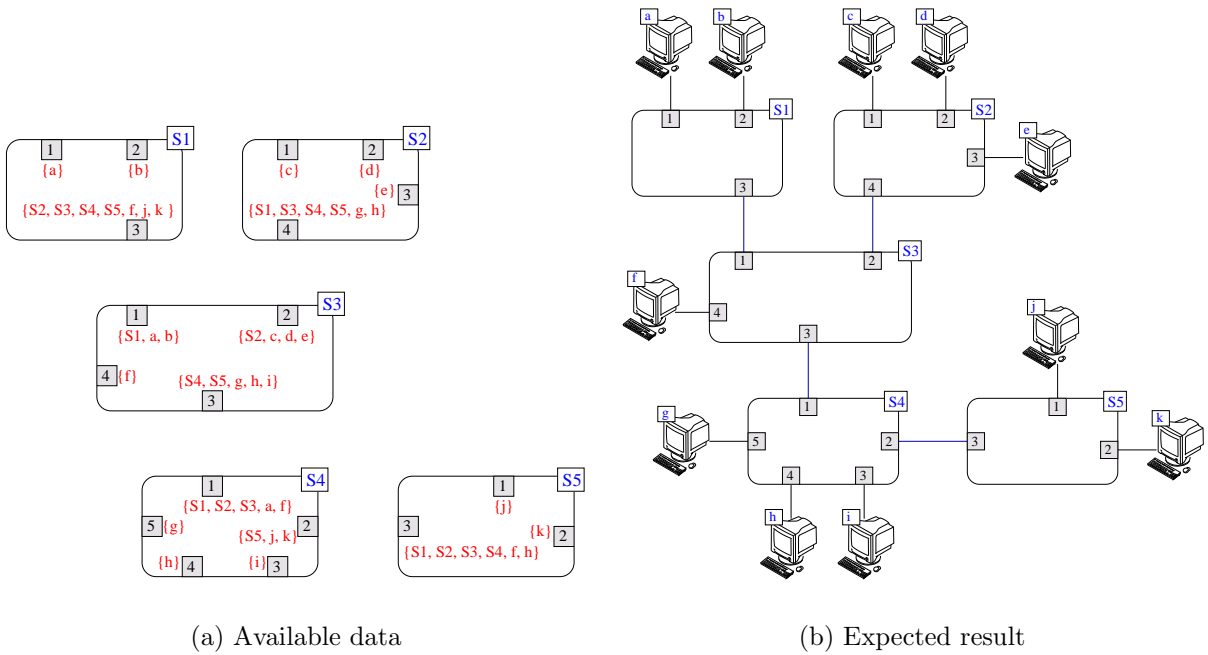 S1
1
2
{a}
{b}
{S2, S3, S4, S5, f, j, k }
3
S2
1
2
{c}
{d}
{e}
3
{S1, S3, S4, S5, g, h}
4
S3
1
2
{S1, a, b}
{S2, c, d, e}
4
{f}
{S4, S5, g, h, i}
3
S4
1
{S1, S2, S3, a, f}
5
{g}
{S5, j, k}
2
{h}
4
{i}
3
S5
1
{j}
3
{k}
2
{S1, S2, S3, S4, f, h}
(a) Available data
a
b
c
d
S1
1
2
3
S2
1
2
3
4
e
S3
1
2
f
4
3
j
S4
1
g
5
2
4
3
S5
1
3
2
k
h
i
(b) Expected result